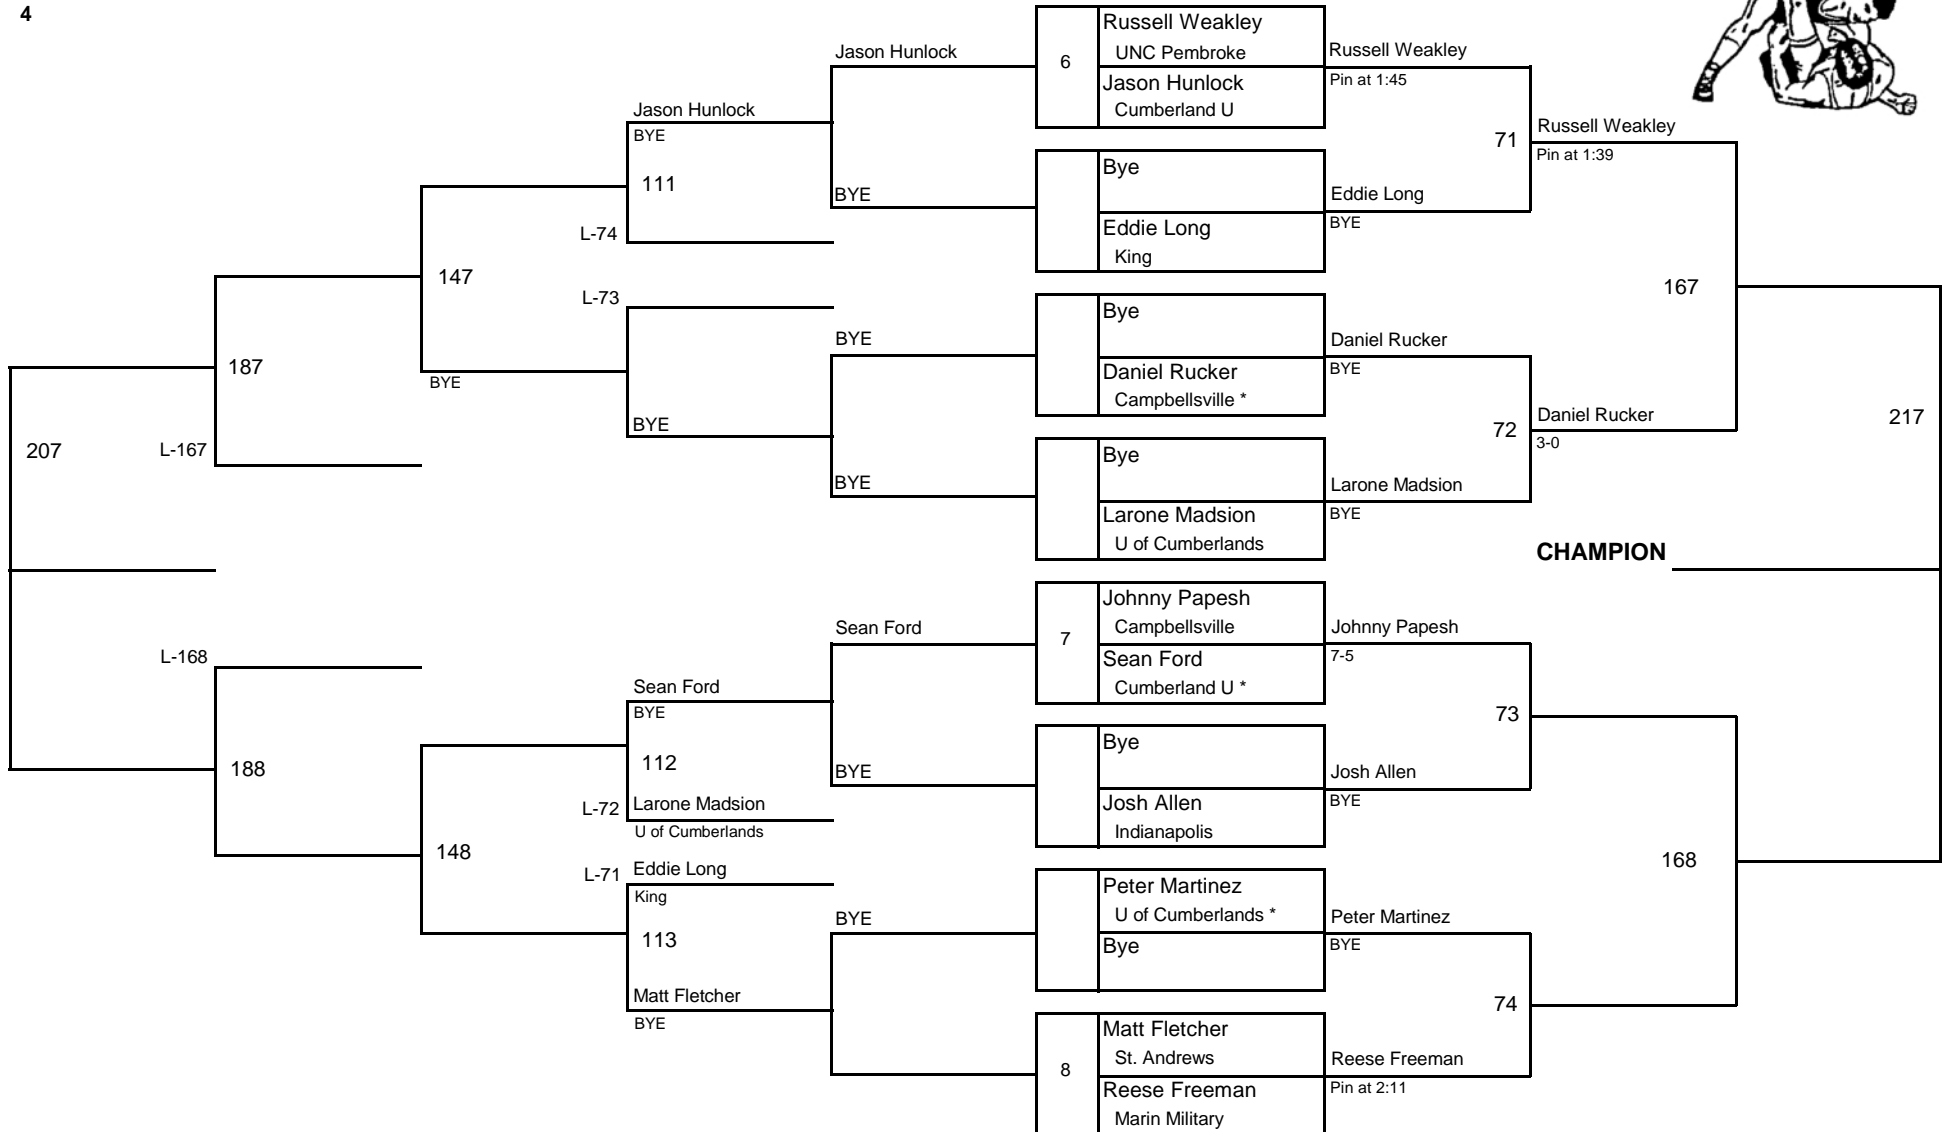 4
Jason Hunlock
6
Russell Weakley
UNC Pembroke
Jason Hunlock
Cumberland U
Russell Weakley
Pin at 1:45
Jason Hunlock
BYE
111
L-74
BYE
Bye
Eddie Long
King
Eddie Long
BYE
71
Russell Weakley
Pin at 1:39
147
L-73
BYE
BYE
BYE
Bye
Daniel Rucker
Campbellsville *
Daniel Rucker
BYE
167
187
L-167
207
BYE
Bye
Larone Madsion
U of Cumberlands
Larone Madsion
BYE
72
Daniel Rucker
3-0
217
CHAMPION
L-168
Sean Ford
7
Johnny Papesh
Campbellsville
Sean Ford
Cumberland U *
Johnny Papesh
7-5
Sean Ford
BYE
112
L-72
Larone Madsion
U of Cumberlands
BYE
Bye
Josh Allen
Indianapolis
Josh Allen
BYE
73
188
148
L-71
Eddie Long
King
113
Matt Fletcher
BYE
BYE
Peter Martinez
U of Cumberlands *
Bye
Peter Martinez
BYE
168
74
8
Matt Fletcher
St. Andrews
Reese Freeman
Marin Military
Reese Freeman
Pin at 2:11